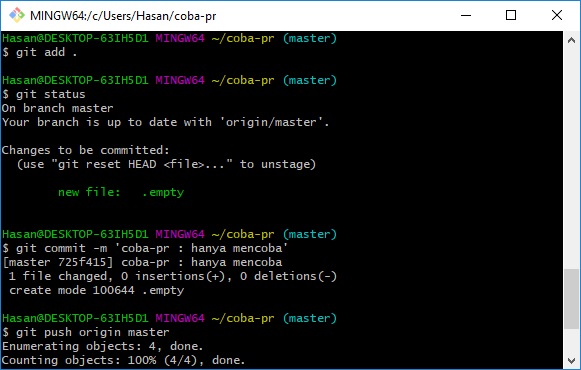 MINGW64:/c/Users/Hasan/coba-pr
Hasan@DESKTOP-63IH5D1 MINGW64 ~/coba-pr (master)
$ git add .
Hasan@DESKTOP-63IH5D1 MINGW64 ~/coba-pr (master)
$ git status
On branch master
Your branch is up to date with 'origin/master'.
Changes to be committed:
  (use "git reset HEAD <file>..." to unstage)
        new file:   .empty
Hasan@DESKTOP-63IH5D1 MINGW64 ~/coba-pr (master)
$ git commit -m 'coba-pr : hanya mencoba'
[master 725f415] coba-pr : hanya mencoba
 1 file changed, 0 insertions(+), 0 deletions(-)
 create mode 100644 .empty
Hasan@DESKTOP-63IH5D1 MINGW64 ~/coba-pr (master)
$ git push origin master
Enumerating objects: 4, done.
Counting objects: 100% (4/4), done.